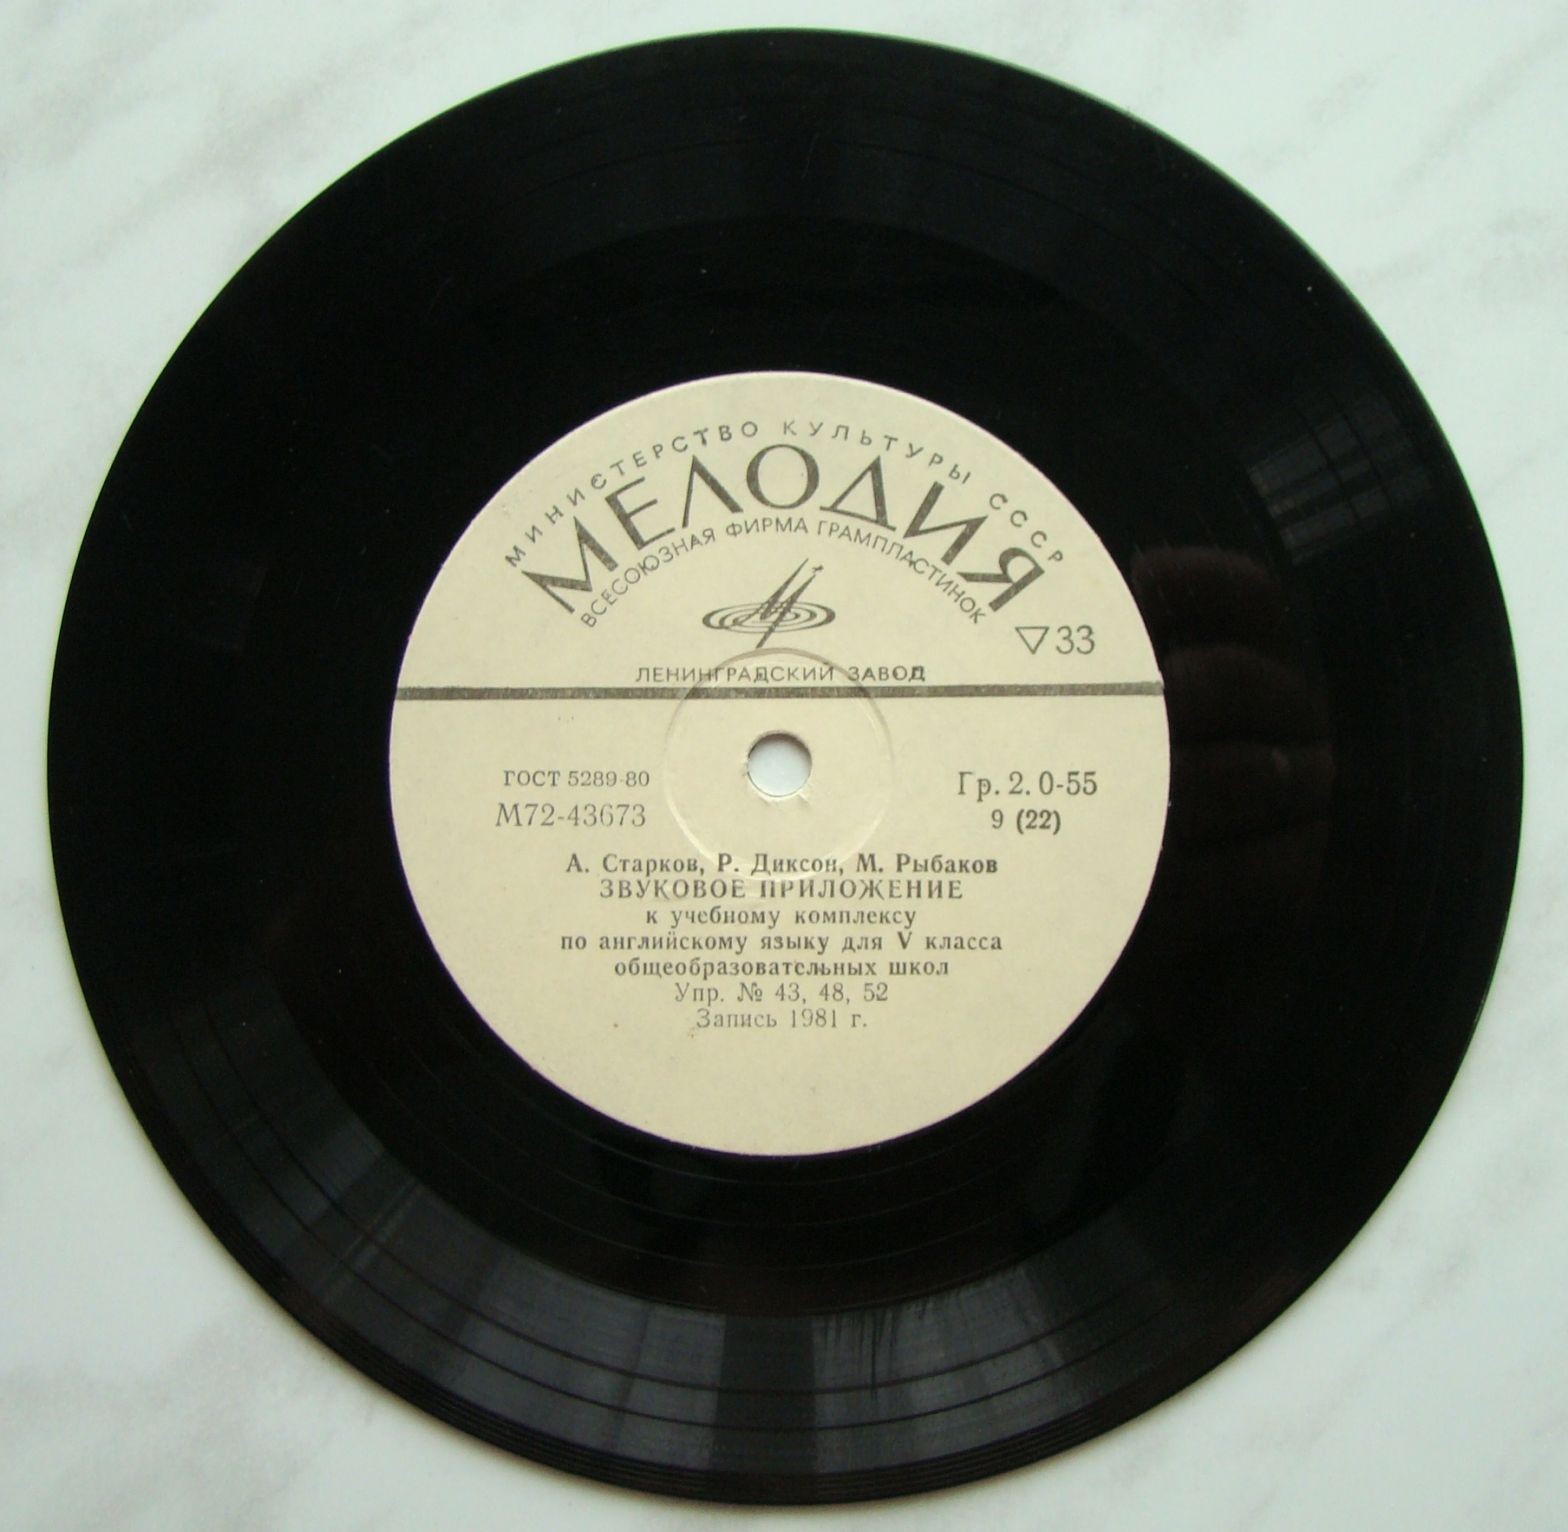 МИНИСТЕРСТВО КУЛЬТУРЫ СССР
МЕЛОДИЯ
ВСЕСОЮЗНАЯ ФИРМА ГРАМПЛАСТИНОК
▽33
ЛЕНИНГРАДСКИЙ ЗАВОД
ГОСТ 5289-80
М72-43673
Гр. 2. 0-55
9 (22)
А. Старков, Р. Диксон, М. Рыбаков
ЗВУКОВОЕ ПРИЛОЖЕНИЕ
к учебному комплексу
по английскому языку для V класса
общеобразовательных школ
Упр. № 43, 48, 52
Запись 1981 г.